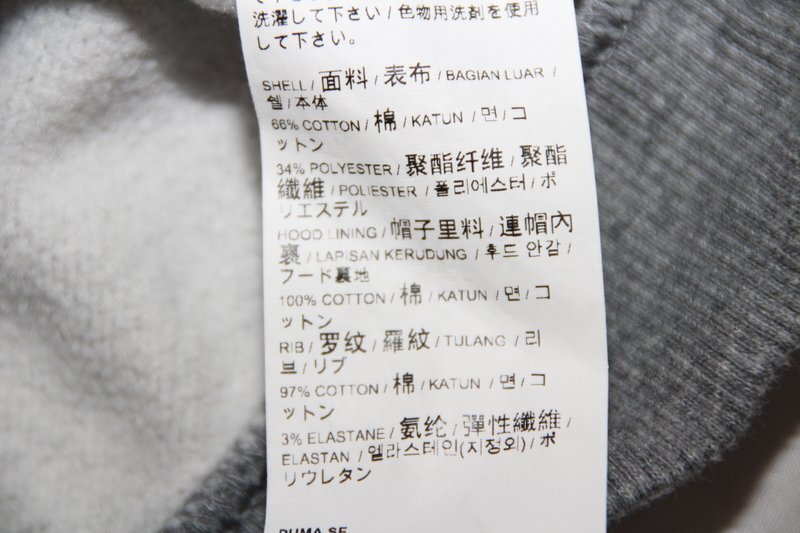 洗濯して下さい / 色物用洗剤を使用
して下さい。
SHELL / 面料 / 表布 / BAGIAN LUAR /
쉘 / 本体
66% COTTON / 棉 / KATUN / 면 / コ
ットン
34% POLYESTER / 聚酯纤维 / 聚酯
纖維 / POLIESTER / 폴리에스터 / ポ
リエステル
HOOD LINING / 帽子里料 / 連帽內
裏 / LAPISAN KERUDUNG / 후드 안감 /
フード裏地
100% COTTON / 棉 / KATUN / 면 / コ
ットン
RIB / 罗纹 / 羅紋 / TULANG / 리
브 / リブ
97% COTTON / 棉 / KATUN / 면 / コ
ットン
3% ELASTANE / 氨纶 / 彈性纖維 /
ELASTAN / 엘라스테인(지정외) / ポ
リウレタン
PUMA SE